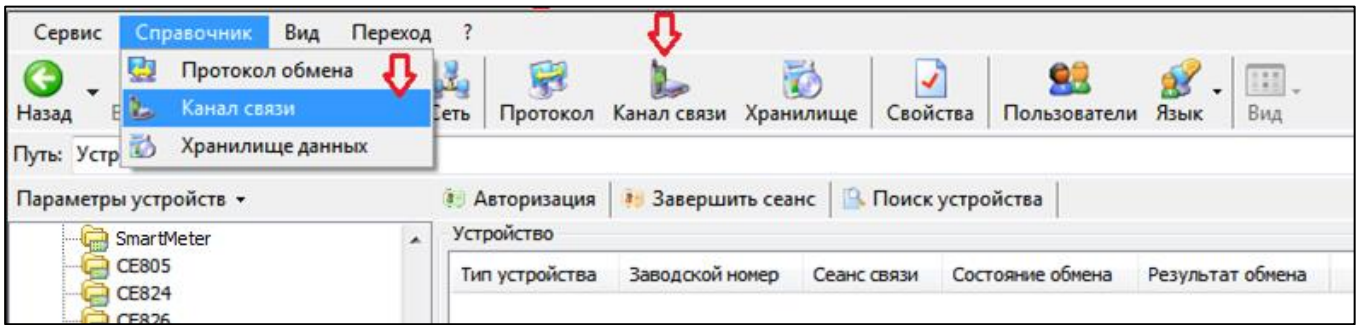 Сервис Справочник Вид Переход ?
Протокол обмена
Канал связи
Хранилище данных
Назад Сеть Протокол Канал связи Хранилище Свойства Пользователи Язык Вид
Путь: Устр
Параметры устройств Авторизация Завершить сеанс Поиск устройства
SmartMeter
CE805
CE824
CE826
Устройство
Тип устройства Заводской номер Сеанс связи Состояние обмена Результат обмена